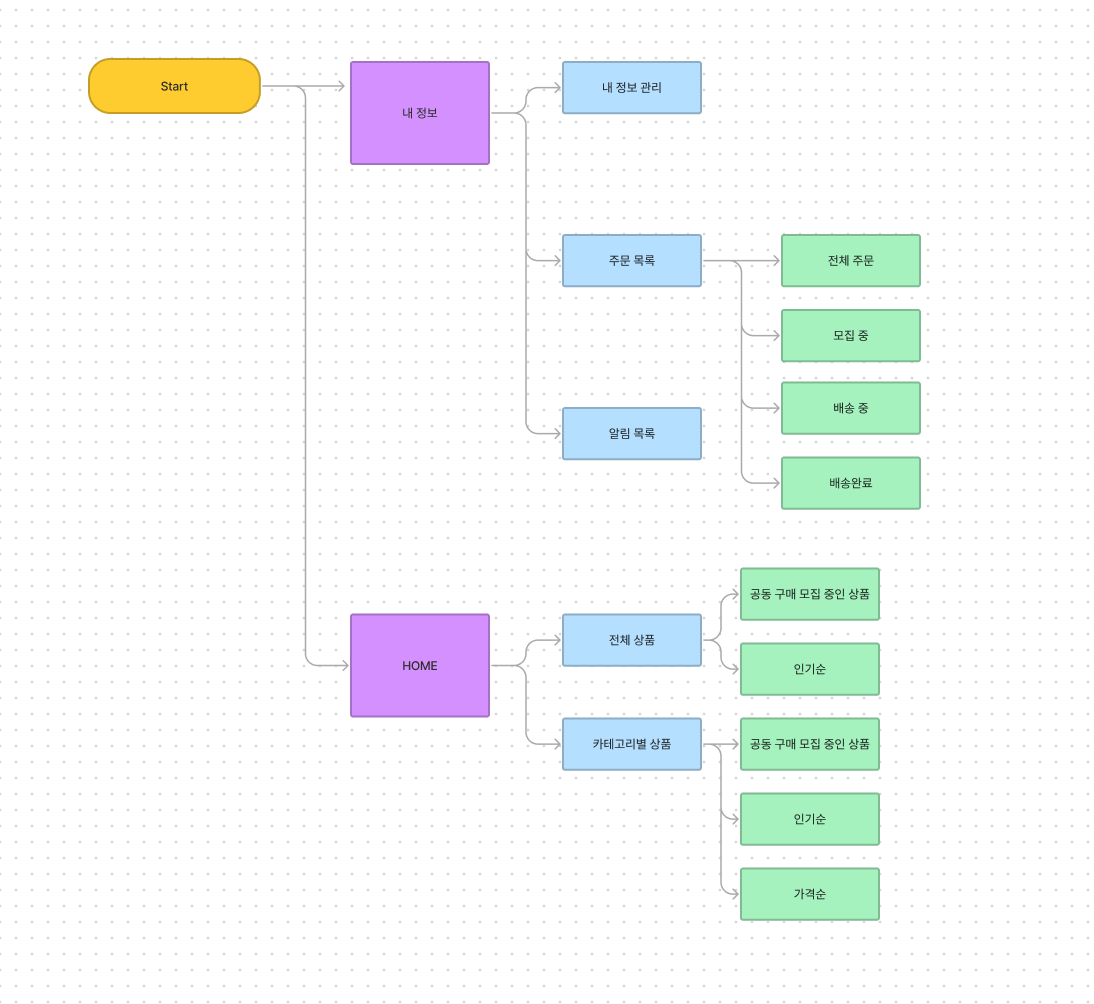 Start
내 정보
내 정보 관리
주문 목록
전체 주문
모집 중
배송 중
알림 목록
배송완료
HOME
전체 상품
공동 구매 모집 중인 상품
인기순
카테고리별 상품
공동 구매 모집 중인 상품
인기순
가격순